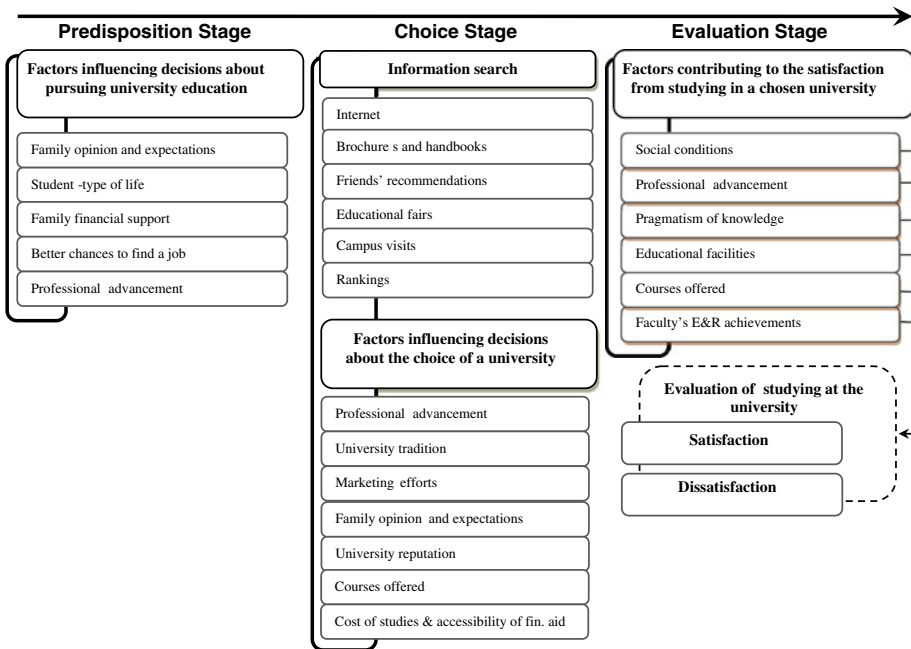 Predisposition Stage
Factors influencing decisions about
pursuing university education
Family opinion and expectations
Student -type of life
Family financial support
Better chances to find a job
Professional advancement
Choice Stage
Information search
Internet
Brochure s and handbooks
Friends’ recommendations
Educational fairs
Campus visits
Rankings
Factors influencing decisions
about the choice of a university
Professional advancement
University tradition
Marketing efforts
Family opinion and expectations
University reputation
Courses offered
Cost of studies & accessibility of fin. aid
Evaluation Stage
Factors contributing to the satisfaction
from studying in a chosen university
Social conditions
Professional advancement
Pragmatism of knowledge
Educational facilities
Courses offered
Faculty’s E&R achievements
Evaluation of studying at the
university
Satisfaction
Dissatisfaction